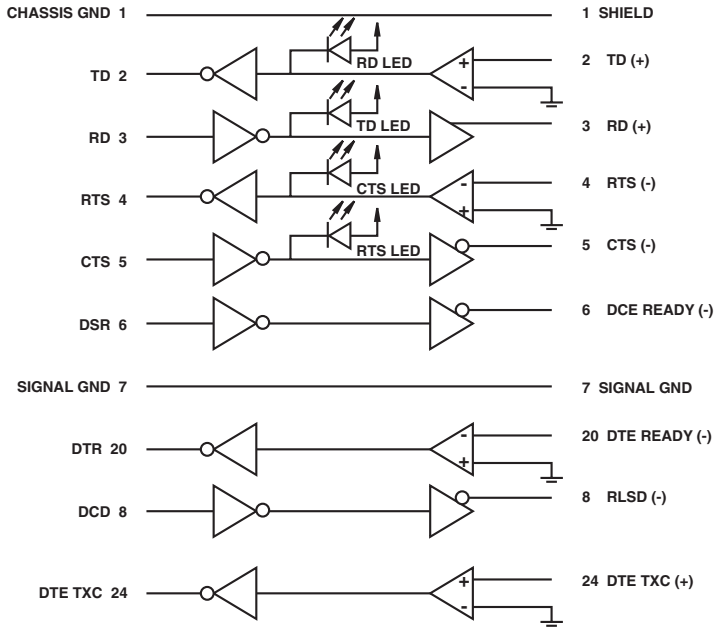 CHASSIS GND 1 1 SHIELD
RD LED
TD 2 + - 2 TD (+)
TD LED
RD 3 3 RD (+)
CTS LED
RTS 4 - + 4 RTS (-)
RTS LED
CTS 5 5 CTS (-)
DSR 6 6 DCE READY (-)
SIGNAL GND 7 7 SIGNAL GND
DTR 20 - + 20 DTE READY (-)
DCD 8 8 RLSD (-)
DTE TXC 24 + - 24 DTE TXC (+)